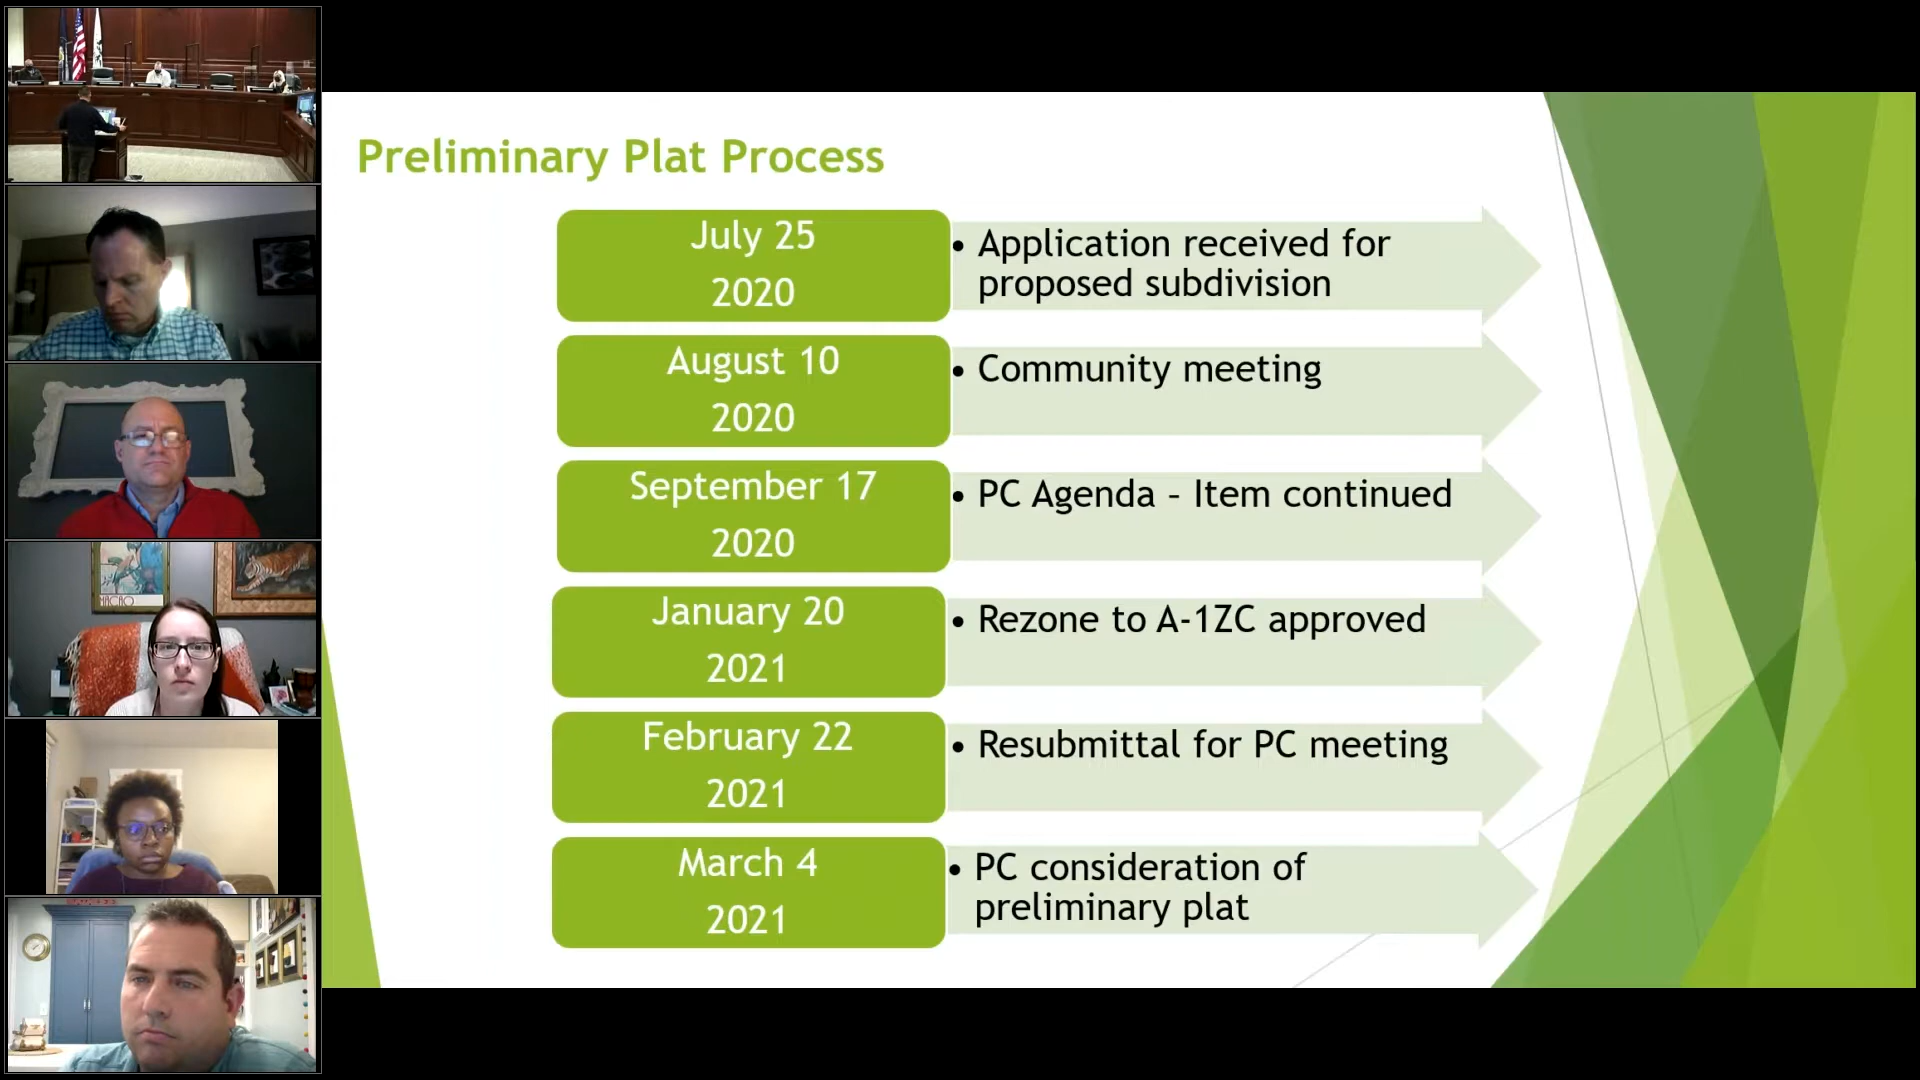 Preliminary Plat Process
July 25
2020
• Application received for
proposed subdivision
August 10
2020
• Community meeting
September 17
2020
• PC Agenda – Item continued
January 20
2021
• Rezone to A-1ZC approved
February 22
2021
• Resubmittal for PC meeting
March 4
2021
• PC consideration of
preliminary plat
MACAO